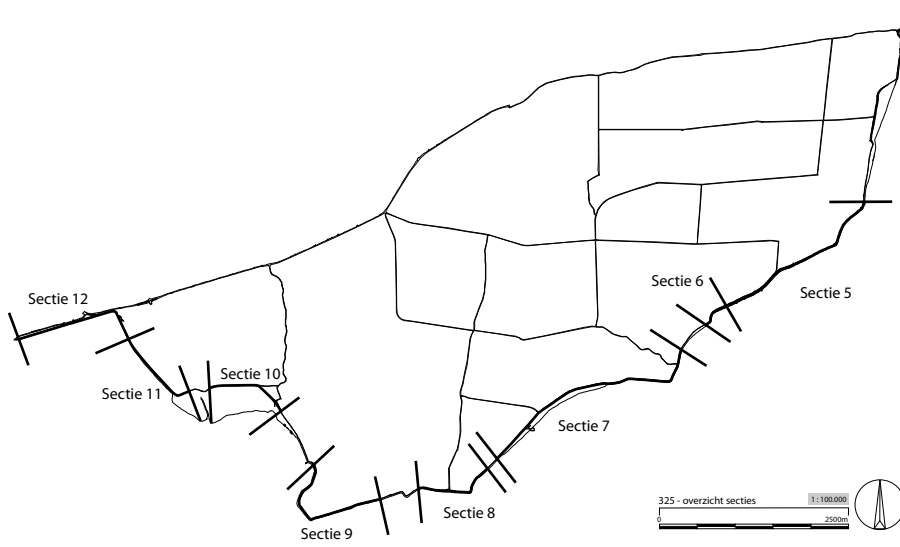 Sectie 12
Sectie 6
Sectie 5
Sectie 10
Sectie 11
Sectie 7
Sectie 8
Sectie 9
325 - overzicht secties
1 : 100.000
0
2500m